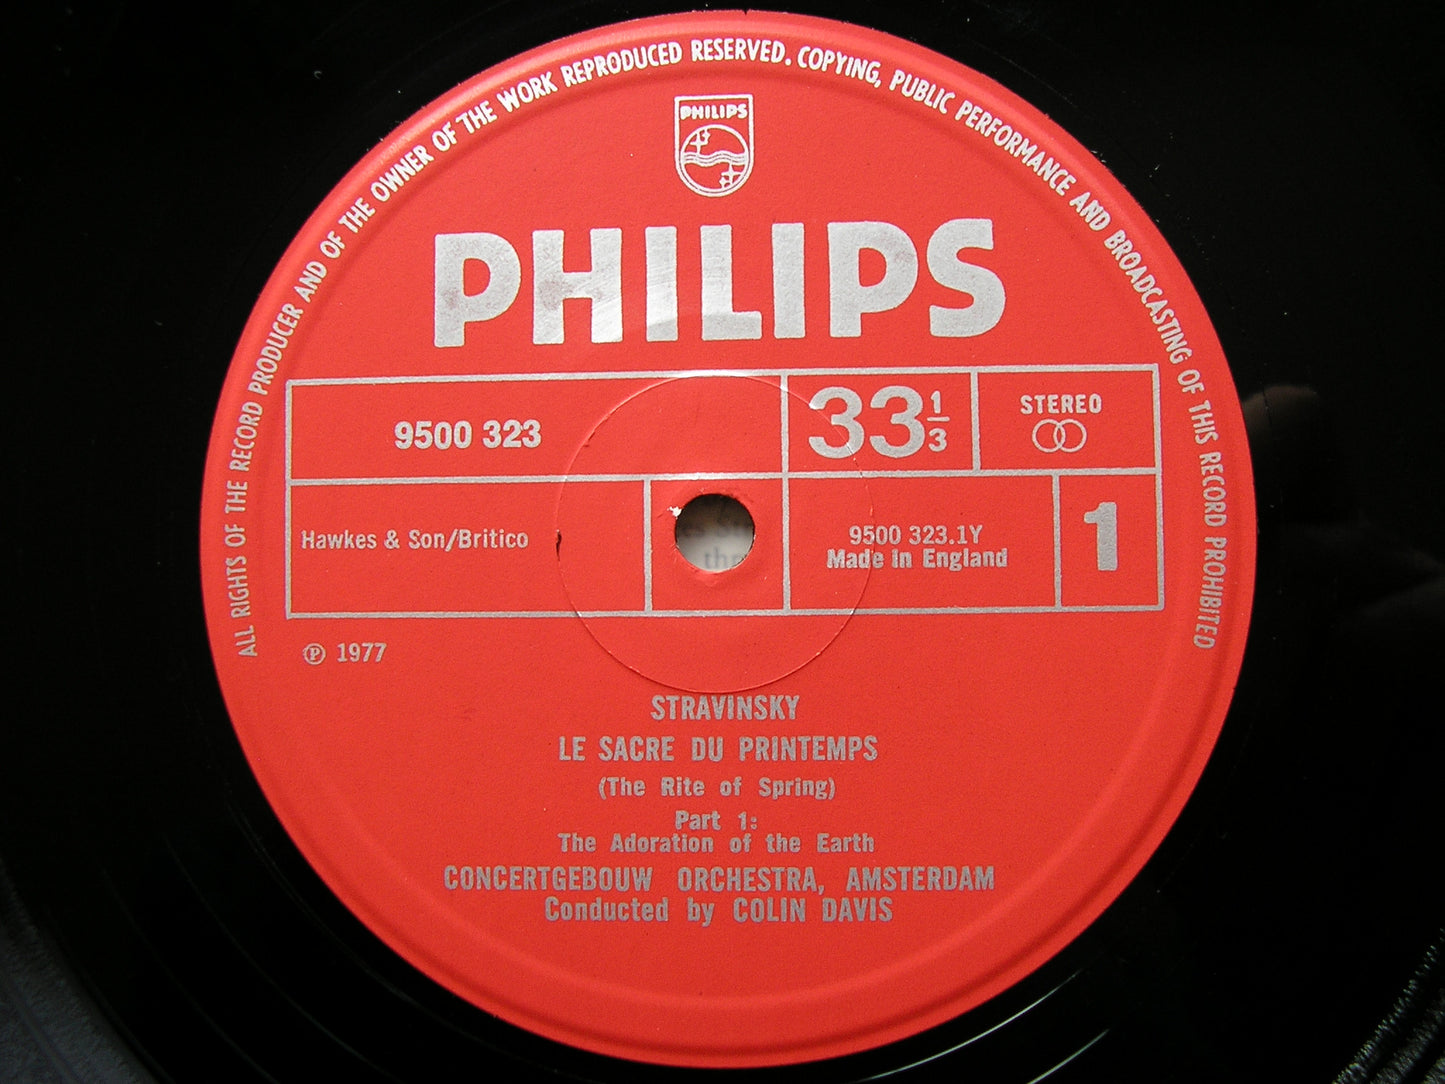 ALL RIGHTS OF THE RECORD PRODUCER AND OF THE OWNER OF THE WORK REPRODUCED RESERVED. COPYING, PUBLIC PERFORMANCE AND BROADCASTING OF THIS RECORD PROHIBITED
PHILIPS
PHILIPS
9500 323
33 1/3
STEREO
Hawkes & Son/Britico
9500 323.1Y
Made in England
1
℗ 1977
STRAVINSKY
LE SACRE DU PRINTEMPS
(The Rite of Spring)
Part 1:
The Adoration of the Earth
CONCERTGEBOUW ORCHESTRA, AMSTERDAM
Conducted by COLIN DAVIS